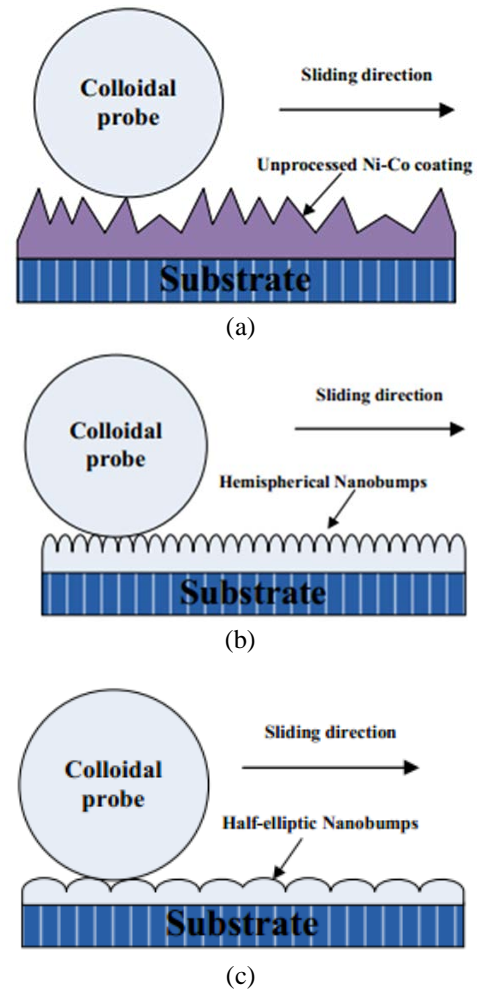 Colloidal
probe
Sliding direction
Unprocessed Ni-Co coating
Substrate
(a)
Colloidal
probe
Sliding direction
Hemispherical Nanobumps
Substrate
(b)
Colloidal
probe
Sliding direction
Half-elliptic Nanobumps
Substrate
(c)